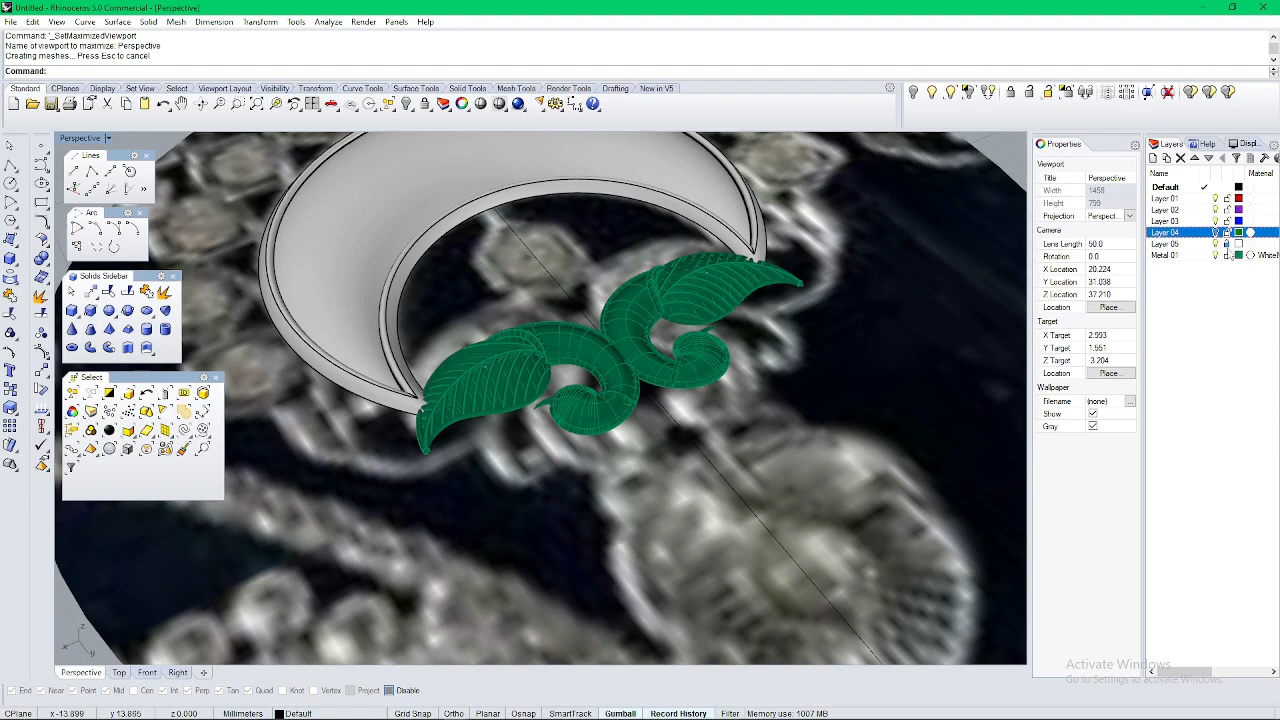 Untitled - Rhinoceros 5.0 Commercial - [Perspective]
File Edit View Curve Surface Solid Mesh Dimension Transform Tools Analyze Render Panels Help
Command: '_SetMaximizedViewport
Name of viewport to maximize: Perspective
Creating meshes... Press Esc to cancel
Command:
Standard CPlanes Display Set View Select Viewport Layout Visibility Transform Curve Tools Surface Tools Solid Tools Mesh Tools Render Tools Drafting New in V5
Perspective
Lines
Arc
Solids Sidebar
Select
Properties
Viewport
Title Perspective
Width 1458
Height 799
Projection Perspect...
Camera
Lens Length 50.0
Rotation 0.0
X Location 20.224
Y Location 31.038
Z Location 37.210
Location Place...
Target
X Target 2.993
Y Target 1.551
Z Target -3.204
Location Place...
Wallpaper
Filename (none) ...
Show
Gray
Layers Help Displ...
Name Material
Default
Layer 01
Layer 02
Layer 03
Layer 04
Layer 05
Metal 01
z
x
y
Activate Windows
Go to Settings to activate Windows.
Perspective Top Front Right
End Near Point Mid Cen Int Perp Tan Quad Knot Vertex Project Disable
CPlane x -13.899 y 13.865 z 0.000 Millimeters Default Grid Snap Ortho Planar Osnap SmartTrack Gumball Record History Filter Memory use: 1007 MB